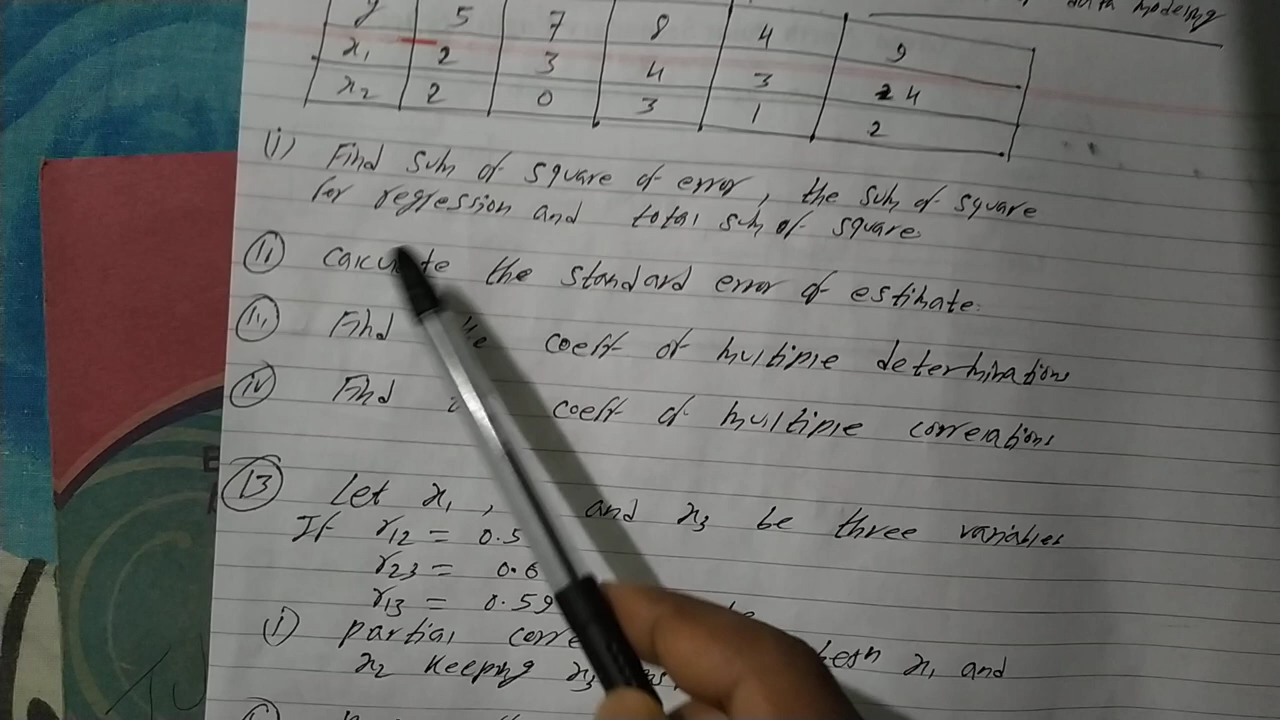 data modeling
y 5 7 8 4 9
x₁ 2 3 4 3 4
x₂ 2 0 3 1 2
(i) Find sum of square of error, the sum of square
for regression and total sum of square
(ii) calculate the standard error of estimate.
Find coeff of multiple determinations
(iv) Find coeff of multiple correlations
(13) Let x₁, and x₃ be three variables
If r₁₂ = 0.5
r₂₃ = 0.6
r₁₃ = 0.59
(i) partial x₁ and
x₂ keeping x₃